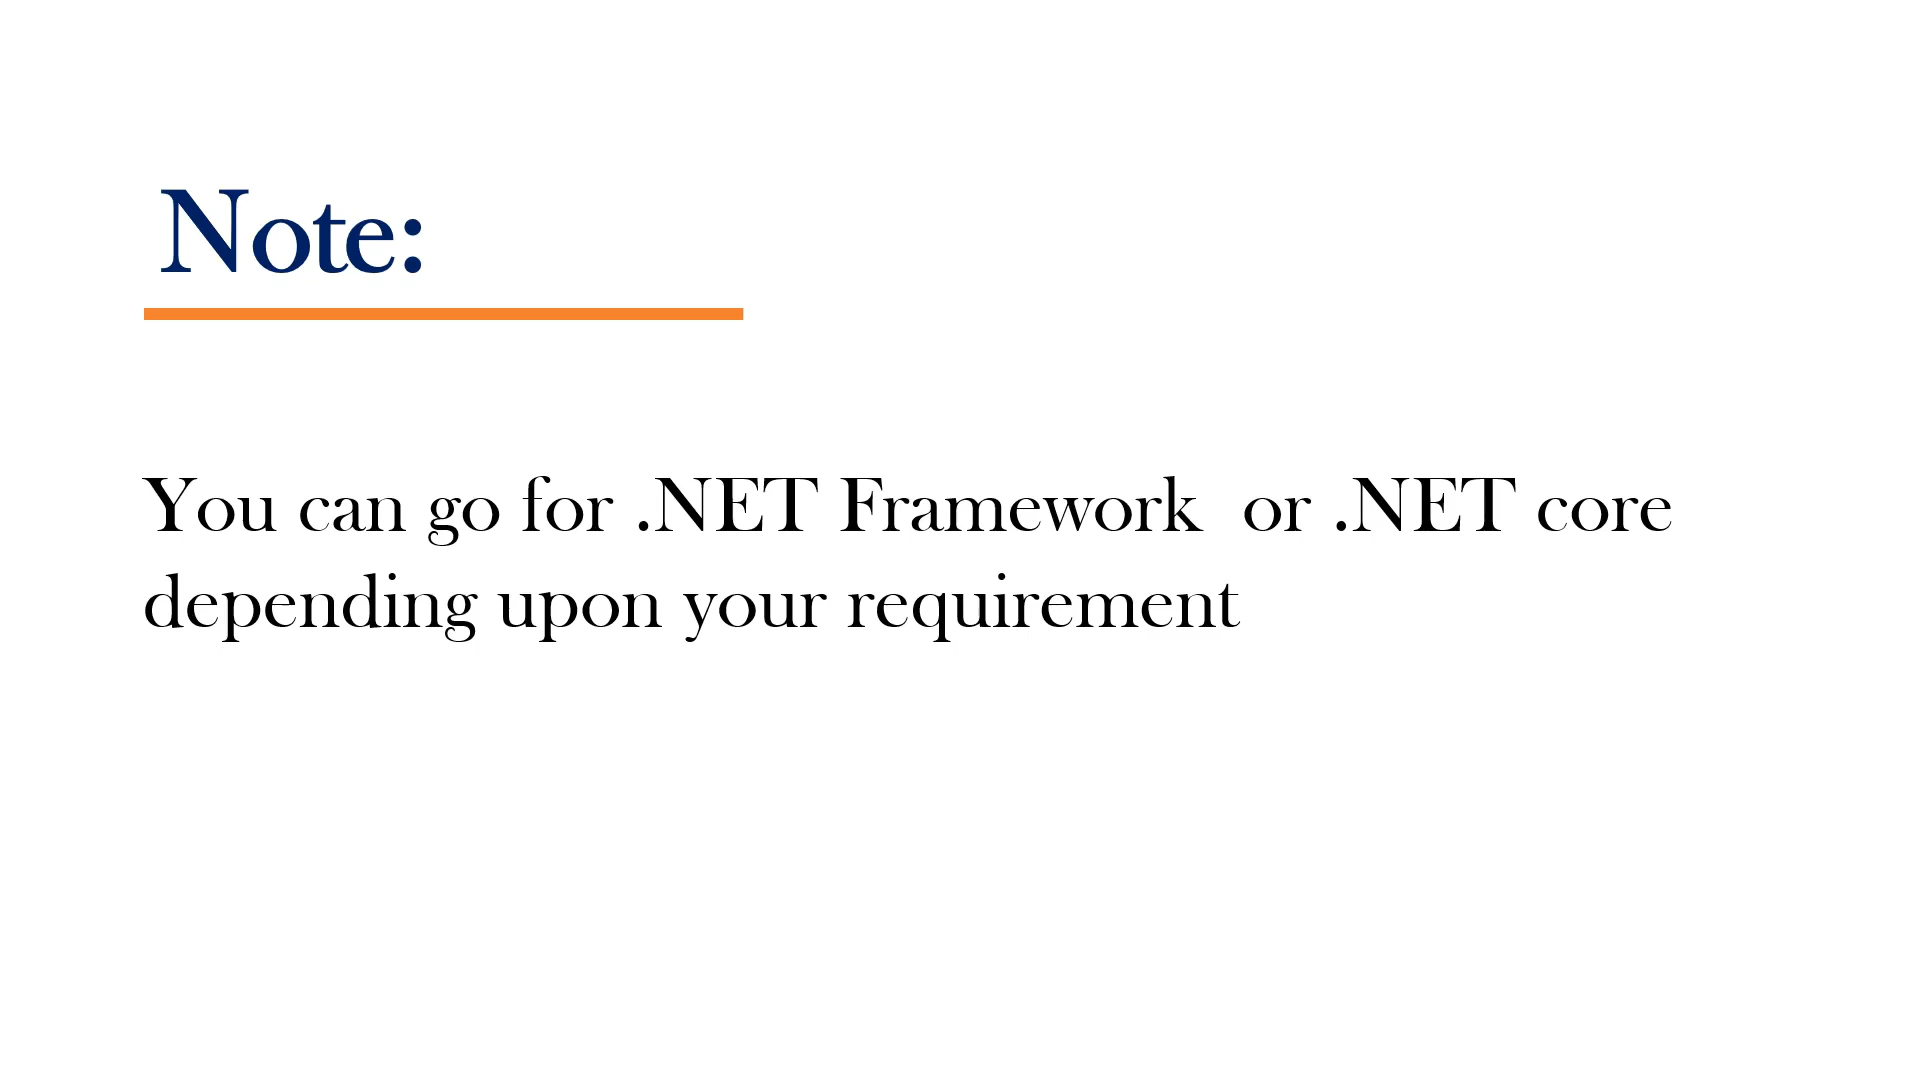 Note:
You can go for .NET Framework  or .NET core
depending upon your requirement